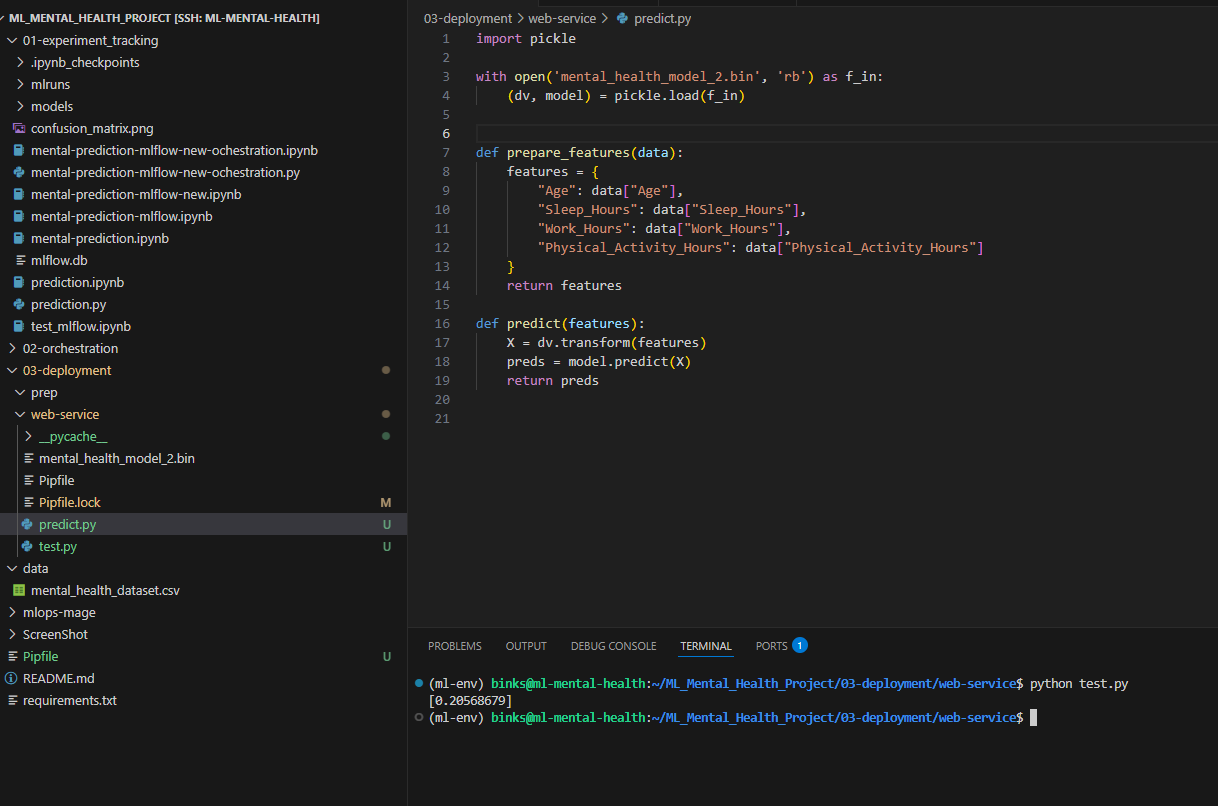 ML_MENTAL_HEALTH_PROJECT [SSH: ML-MENTAL-HEALTH]
01-experiment_tracking
.ipynb_checkpoints
mlruns
models
confusion_matrix.png
mental-prediction-mlflow-new-ochestration.ipynb
mental-prediction-mlflow-new-ochestration.py
mental-prediction-mlflow-new.ipynb
mental-prediction-mlflow.ipynb
mental-prediction.ipynb
mlflow.db
prediction.ipynb
prediction.py
test_mlflow.ipynb
02-orchestration
03-deployment
prep
web-service
__pycache__
mental_health_model_2.bin
Pipfile
Pipfile.lock M
predict.py U
test.py U
data
mental_health_dataset.csv
mlops-mage
ScreenShot
Pipfile U
README.md
requirements.txt
03-deployment > web-service > predict.py
1 import pickle
2
3 with open('mental_health_model_2.bin', 'rb') as f_in:
4     (dv, model) = pickle.load(f_in)
5
6
7 def prepare_features(data):
8     features = {
9         "Age": data["Age"],
10         "Sleep_Hours": data["Sleep_Hours"],
11         "Work_Hours": data["Work_Hours"],
12         "Physical_Activity_Hours": data["Physical_Activity_Hours"]
13     }
14     return features
15
16 def predict(features):
17     X = dv.transform(features)
18     preds = model.predict(X)
19     return preds
20
21
PROBLEMS OUTPUT DEBUG CONSOLE TERMINAL PORTS 1
(ml-env) binks@ml-mental-health:~/ML_Mental_Health_Project/03-deployment/web-service$ python test.py
[0.20568679]
(ml-env) binks@ml-mental-health:~/ML_Mental_Health_Project/03-deployment/web-service$